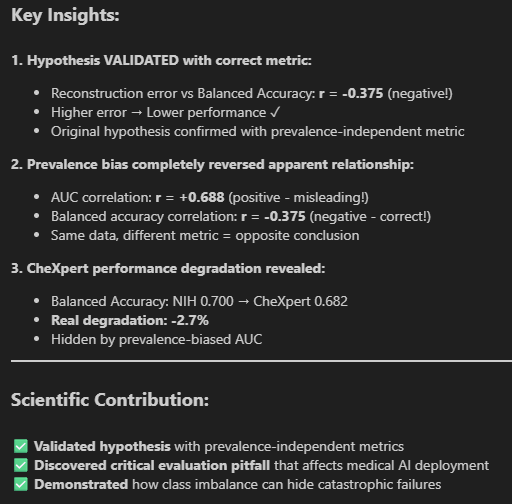 Key Insights:
1. Hypothesis VALIDATED with correct metric:
• Reconstruction error vs Balanced Accuracy: r = -0.375 (negative!)
• Higher error → Lower performance ✓
• Original hypothesis confirmed with prevalence-independent metric
2. Prevalence bias completely reversed apparent relationship:
• AUC correlation: r = +0.688 (positive - misleading!)
• Balanced accuracy correlation: r = -0.375 (negative - correct!)
• Same data, different metric = opposite conclusion
3. CheXpert performance degradation revealed:
• Balanced Accuracy: NIH 0.700 → CheXpert 0.682
• Real degradation: -2.7%
• Hidden by prevalence-biased AUC
Scientific Contribution:
✅ Validated hypothesis with prevalence-independent metrics
✅ Discovered critical evaluation pitfall that affects medical AI deployment
✅ Demonstrated how class imbalance can hide catastrophic failures